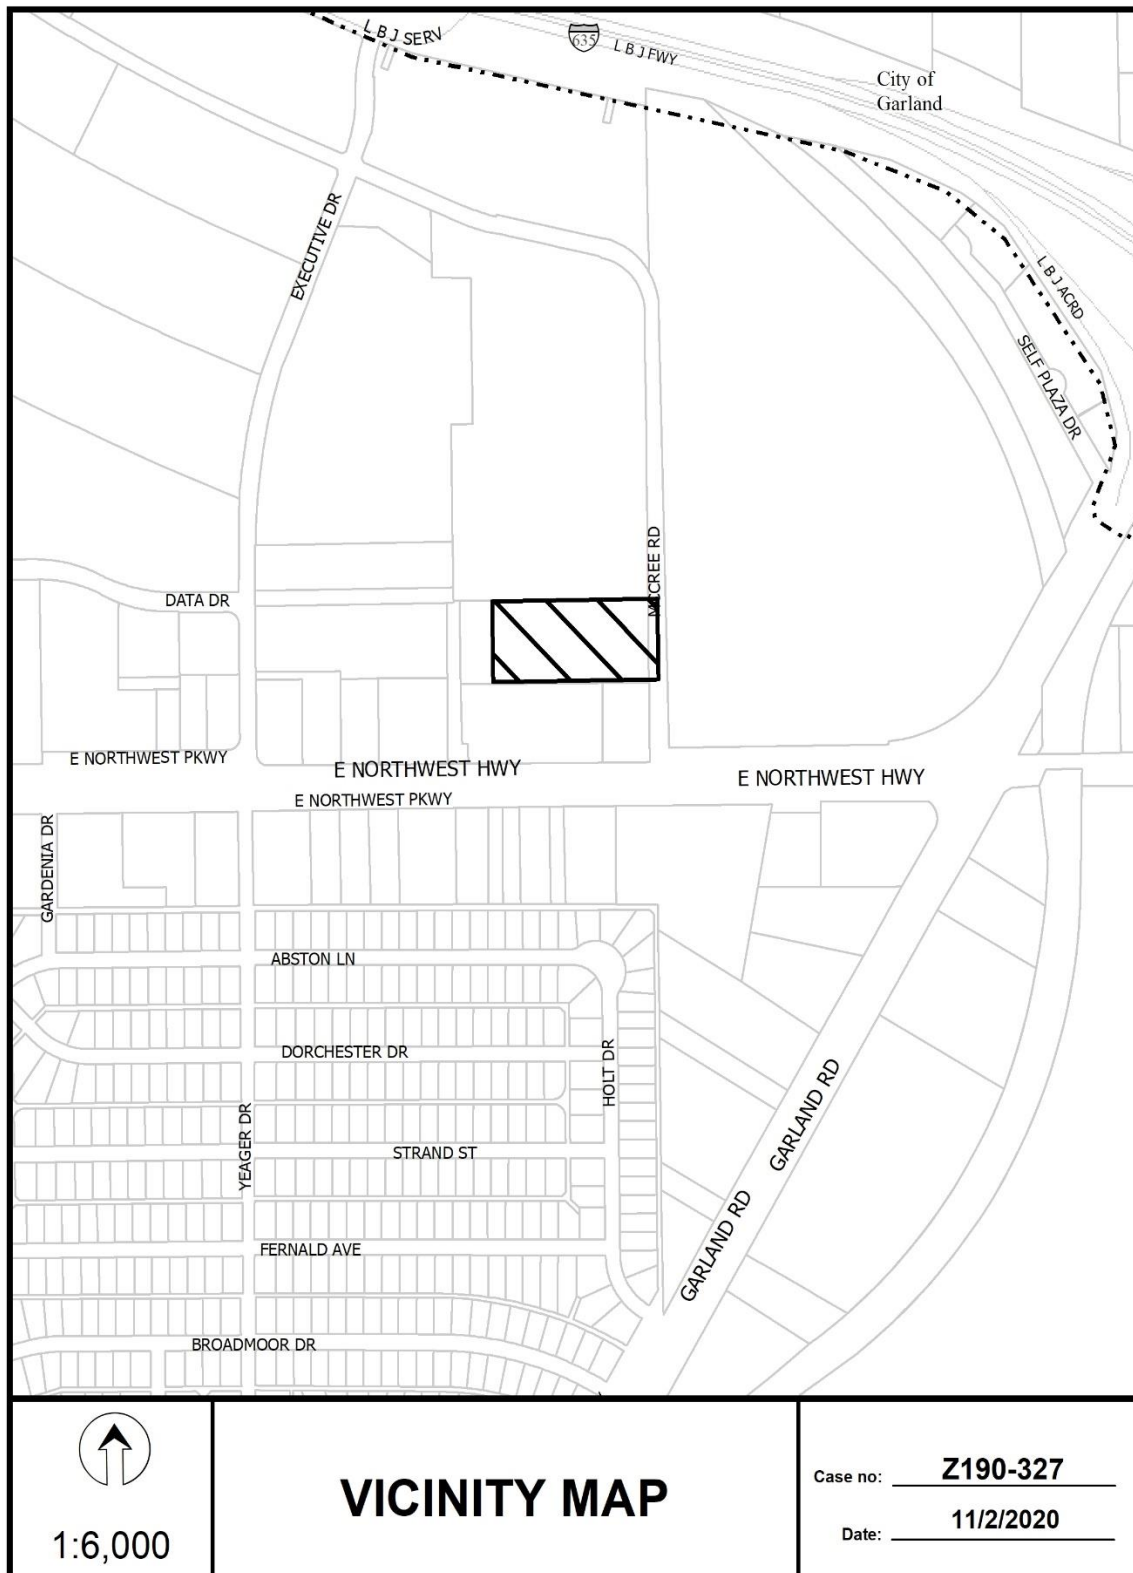 L B J SERV
635
L B J FWY
City of
Garland
EXECUTIVE DR
L B J ACRD
SELF PLAZA DR
MCCREE RD
DATA DR
E NORTHWEST PKWY
E NORTHWEST HWY
E NORTHWEST HWY
E NORTHWEST PKWY
GARDENIA DR
ABSTON LN
DORCHESTER DR
HOLT DR
GARLAND RD
YEAGER DR
STRAND ST
GARLAND RD
FERNALD AVE
BROADMOOR DR
1:6,000
VICINITY MAP
Case no: Z190-327
Date: 11/2/2020